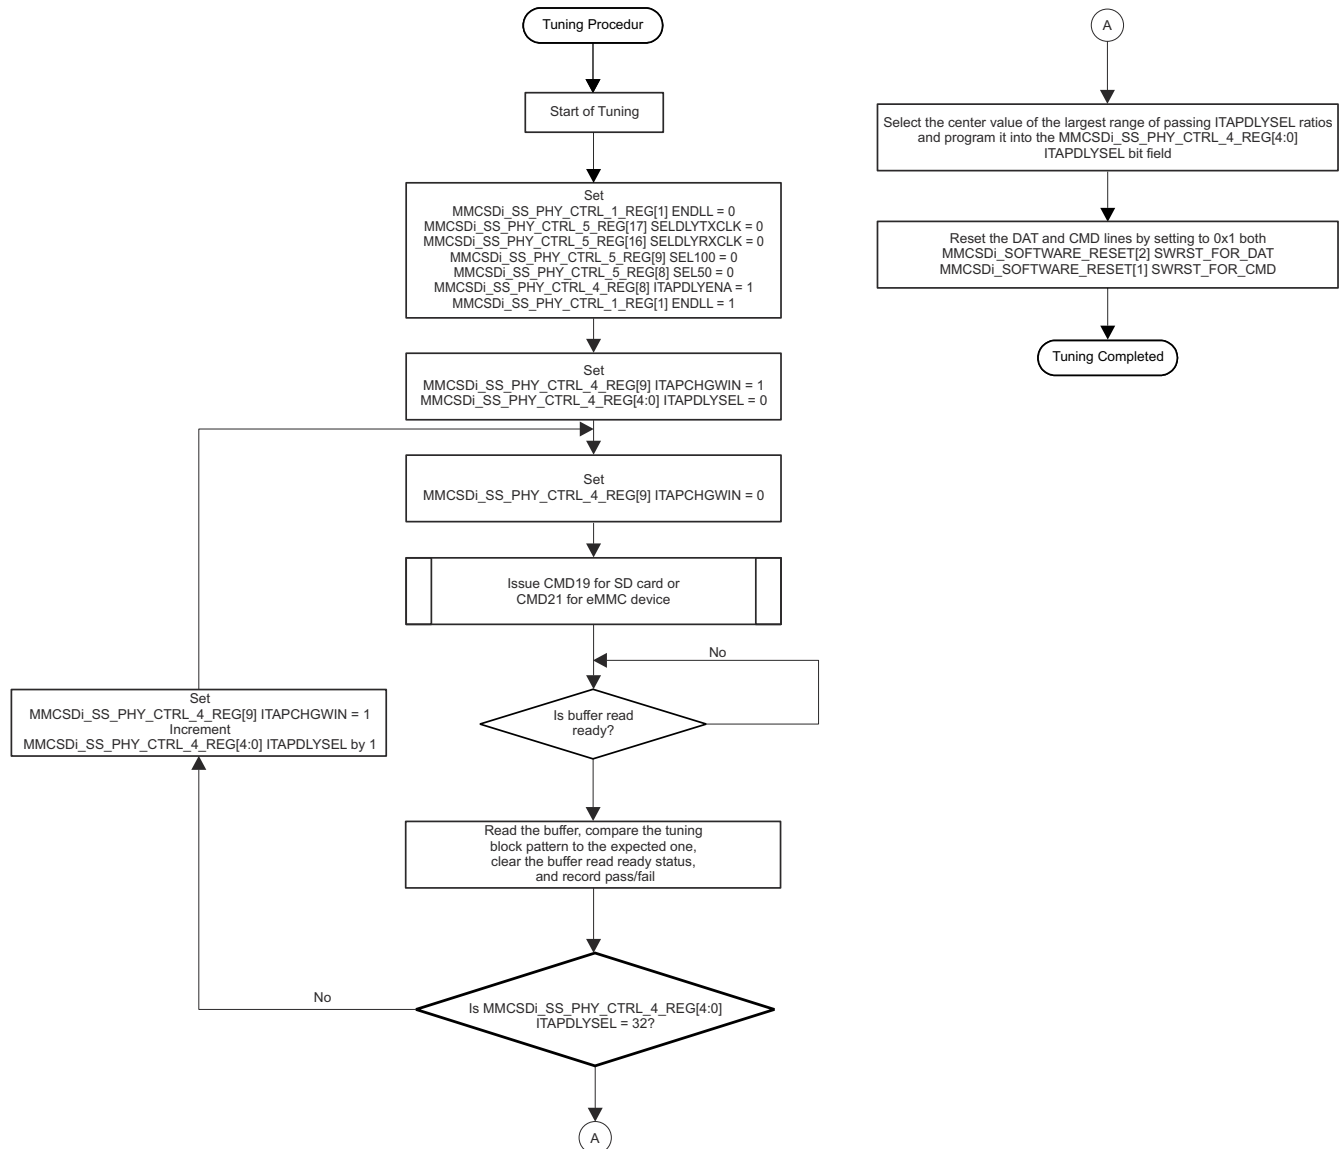 Tuning Procedur
Start of Tuning
Set
MMCSDi_SS_PHY_CTRL_1_REG[1] ENDLL = 0
MMCSDi_SS_PHY_CTRL_5_REG[17] SELDLYTXCLK = 0
MMCSDi_SS_PHY_CTRL_5_REG[16] SELDLYRXCLK = 0
MMCSDi_SS_PHY_CTRL_5_REG[9] SEL100 = 0
MMCSDi_SS_PHY_CTRL_5_REG[8] SEL50 = 0
MMCSDi_SS_PHY_CTRL_4_REG[8] ITAPDLYENA = 1
MMCSDi_SS_PHY_CTRL_1_REG[1] ENDLL = 1
Set
MMCSDi_SS_PHY_CTRL_4_REG[9] ITAPCHGWIN = 1
MMCSDi_SS_PHY_CTRL_4_REG[4:0] ITAPDLYSEL = 0
Set
MMCSDi_SS_PHY_CTRL_4_REG[9] ITAPCHGWIN = 0
Issue CMD19 for SD card or
CMD21 for eMMC device
No
Is buffer read
ready?
Set
MMCSDi_SS_PHY_CTRL_4_REG[9] ITAPCHGWIN = 1
Increment
MMCSDi_SS_PHY_CTRL_4_REG[4:0] ITAPDLYSEL by 1
Read the buffer, compare the tuning
block pattern to the expected one,
clear the buffer read ready status,
and record pass/fail
No
Is MMCSDi_SS_PHY_CTRL_4_REG[4:0]
ITAPDLYSEL = 32?
A
A
Select the center value of the largest range of passing ITAPDLYSEL ratios
and program it into the MMCSDi_SS_PHY_CTRL_4_REG[4:0]
ITAPDLYSEL bit field
Reset the DAT and CMD lines by setting to 0x1 both
MMCSDi_SOFTWARE_RESET[2] SWRST_FOR_DAT
MMCSDi_SOFTWARE_RESET[1] SWRST_FOR_CMD
Tuning Completed